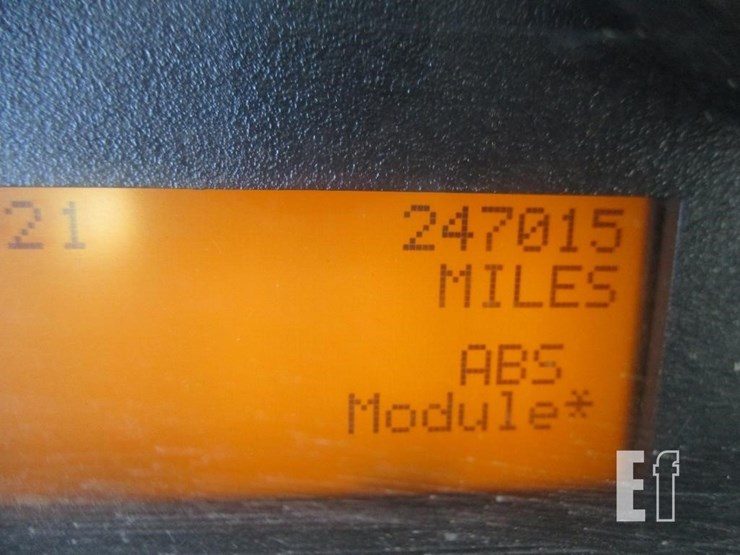 21 247015
MILES
ABS
Module*
Ef